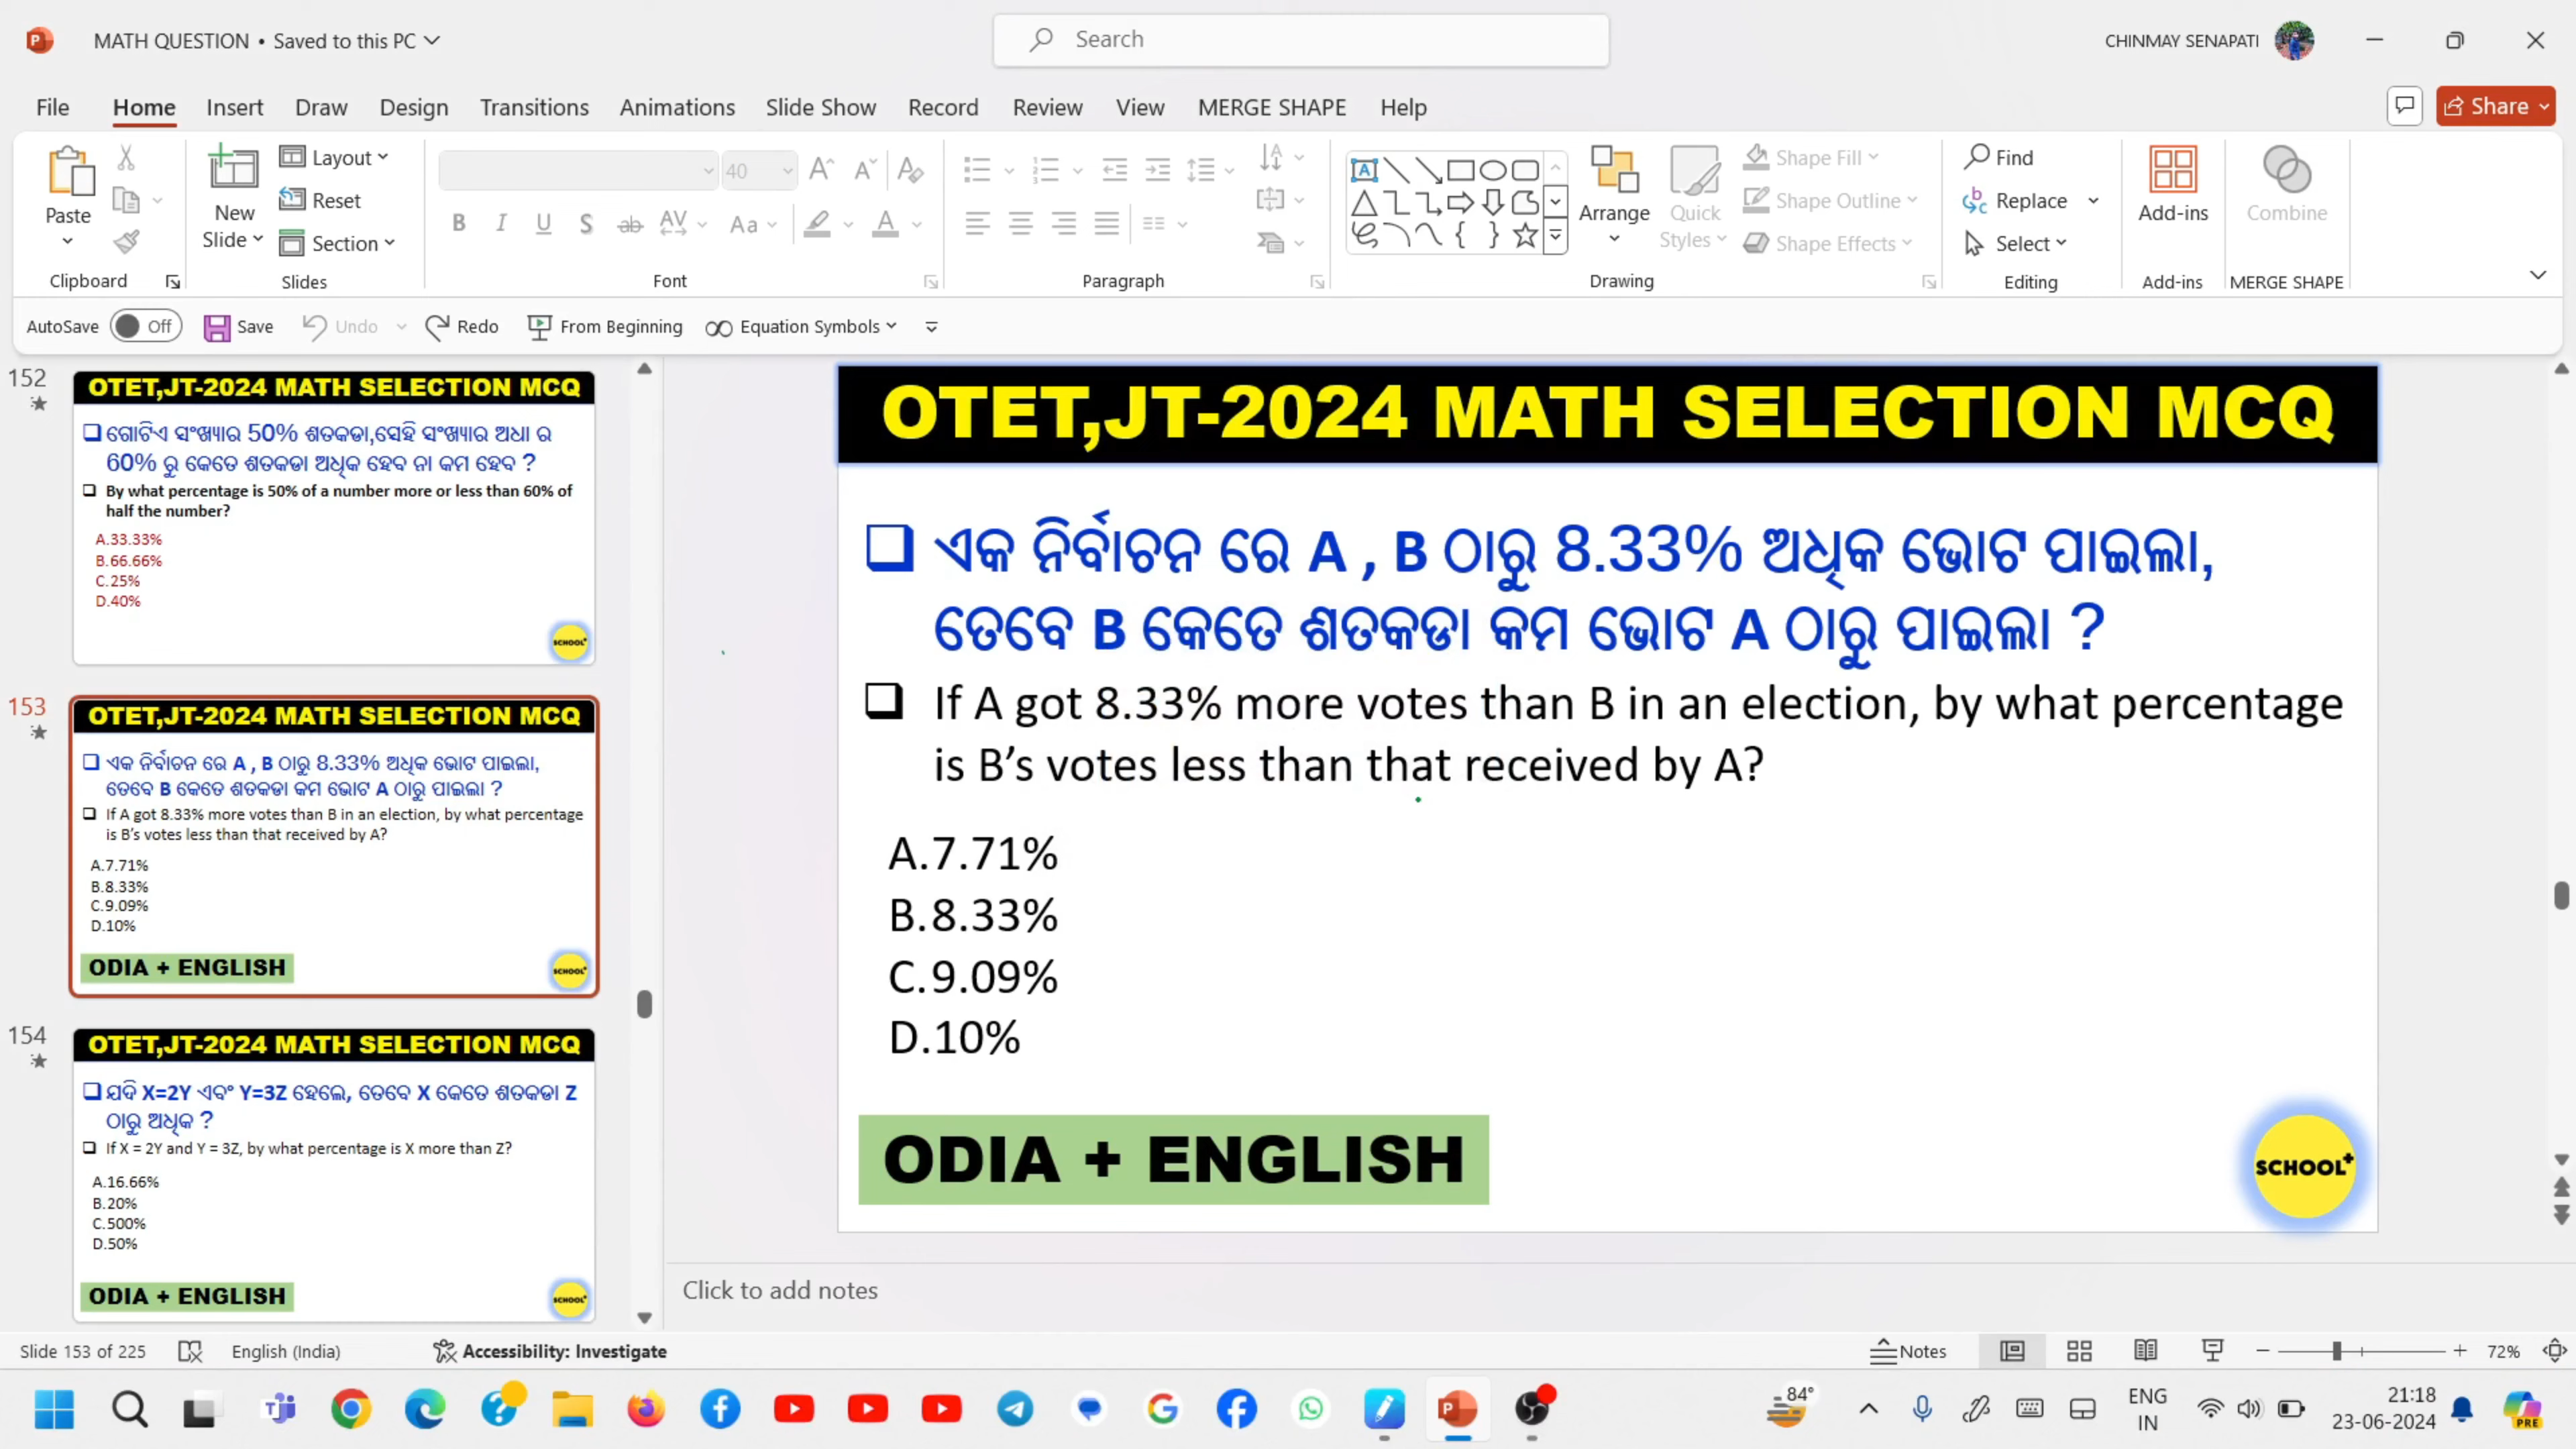 MATH QUESTION • Saved to this PC
Search
CHINMAY SENAPATI
File Home Insert Draw Design Transitions Animations Slide Show Record Review View MERGE SHAPE Help
Share
Paste
New Slide
Layout
Reset
Section
40
Arrange
Quick Styles
Shape Fill
Shape Outline
Shape Effects
Find
Replace
Select
Add-ins
Combine
Clipboard Slides Font Paragraph Drawing Editing Add-ins MERGE SHAPE
AutoSave Off Save Undo Redo From Beginning Equation Symbols
152
OTET,JT-2024 MATH SELECTION MCQ
ଗୋଟିଏ ସଂଖ୍ୟାର 50% ଶତକଡା,ସେହି ସଂଖ୍ୟାର ଅଧା ର
60% ରୁ କେତେ ଶତକଡା ଅଧିକ ହେବ ନା କମ ହେବ ?
By what percentage is 50% of a number more or less than 60% of
half the number?
A.33.33%
B.66.66%
C.25%
D.40%
SCHOOL+
153
OTET,JT-2024 MATH SELECTION MCQ
ଏକ ନିର୍ବାଚନ ରେ A , B ଠାରୁ 8.33% ଅଧିକ ଭୋଟ ପାଇଲା,
ତେବେ B କେତେ ଶତକଡା କମ ଭୋଟ A ଠାରୁ ପାଇଲା ?
If A got 8.33% more votes than B in an election, by what percentage
is B’s votes less than that received by A?
A.7.71%
B.8.33%
C.9.09%
D.10%
ODIA + ENGLISH
SCHOOL+
154
OTET,JT-2024 MATH SELECTION MCQ
ଯଦି X=2Y ଏବଂ Y=3Z ହେଲେ, ତେବେ X କେତେ ଶତକଡା Z
ଠାରୁ ଅଧିକ ?
If X = 2Y and Y = 3Z, by what percentage is X more than Z?
A.16.66%
B.20%
C.500%
D.50%
ODIA + ENGLISH
SCHOOL+
OTET,JT-2024 MATH SELECTION MCQ
ଏକ ନିର୍ବାଚନ ରେ A , B ଠାରୁ 8.33% ଅଧିକ ଭୋଟ ପାଇଲା,
ତେବେ B କେତେ ଶତକଡା କମ ଭୋଟ A ଠାରୁ ପାଇଲା ?
If A got 8.33% more votes than B in an election, by what percentage
is B’s votes less than that received by A?
A.7.71%
B.8.33%
C.9.09%
D.10%
ODIA + ENGLISH
SCHOOL+
Click to add notes
Slide 153 of 225 English (India) Accessibility: Investigate Notes 72%
84°
ENG
IN
21:18
23-06-2024
PRE